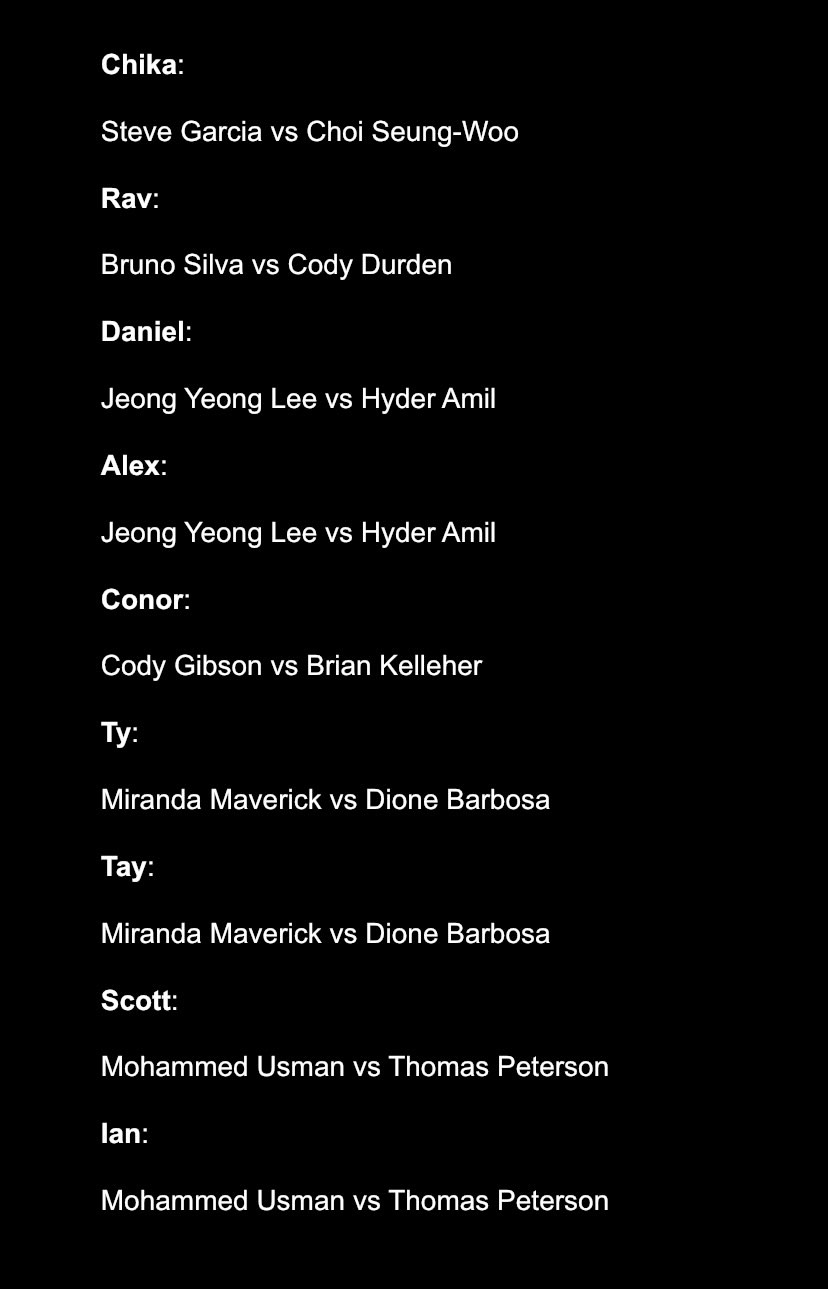 Chika:
Steve Garcia vs Choi Seung-Woo
Rav:
Bruno Silva vs Cody Durden
Daniel:
Jeong Yeong Lee vs Hyder Amil
Alex:
Jeong Yeong Lee vs Hyder Amil
Conor:
Cody Gibson vs Brian Kelleher
Ty:
Miranda Maverick vs Dione Barbosa
Tay:
Miranda Maverick vs Dione Barbosa
Scott:
Mohammed Usman vs Thomas Peterson
Ian:
Mohammed Usman vs Thomas Peterson